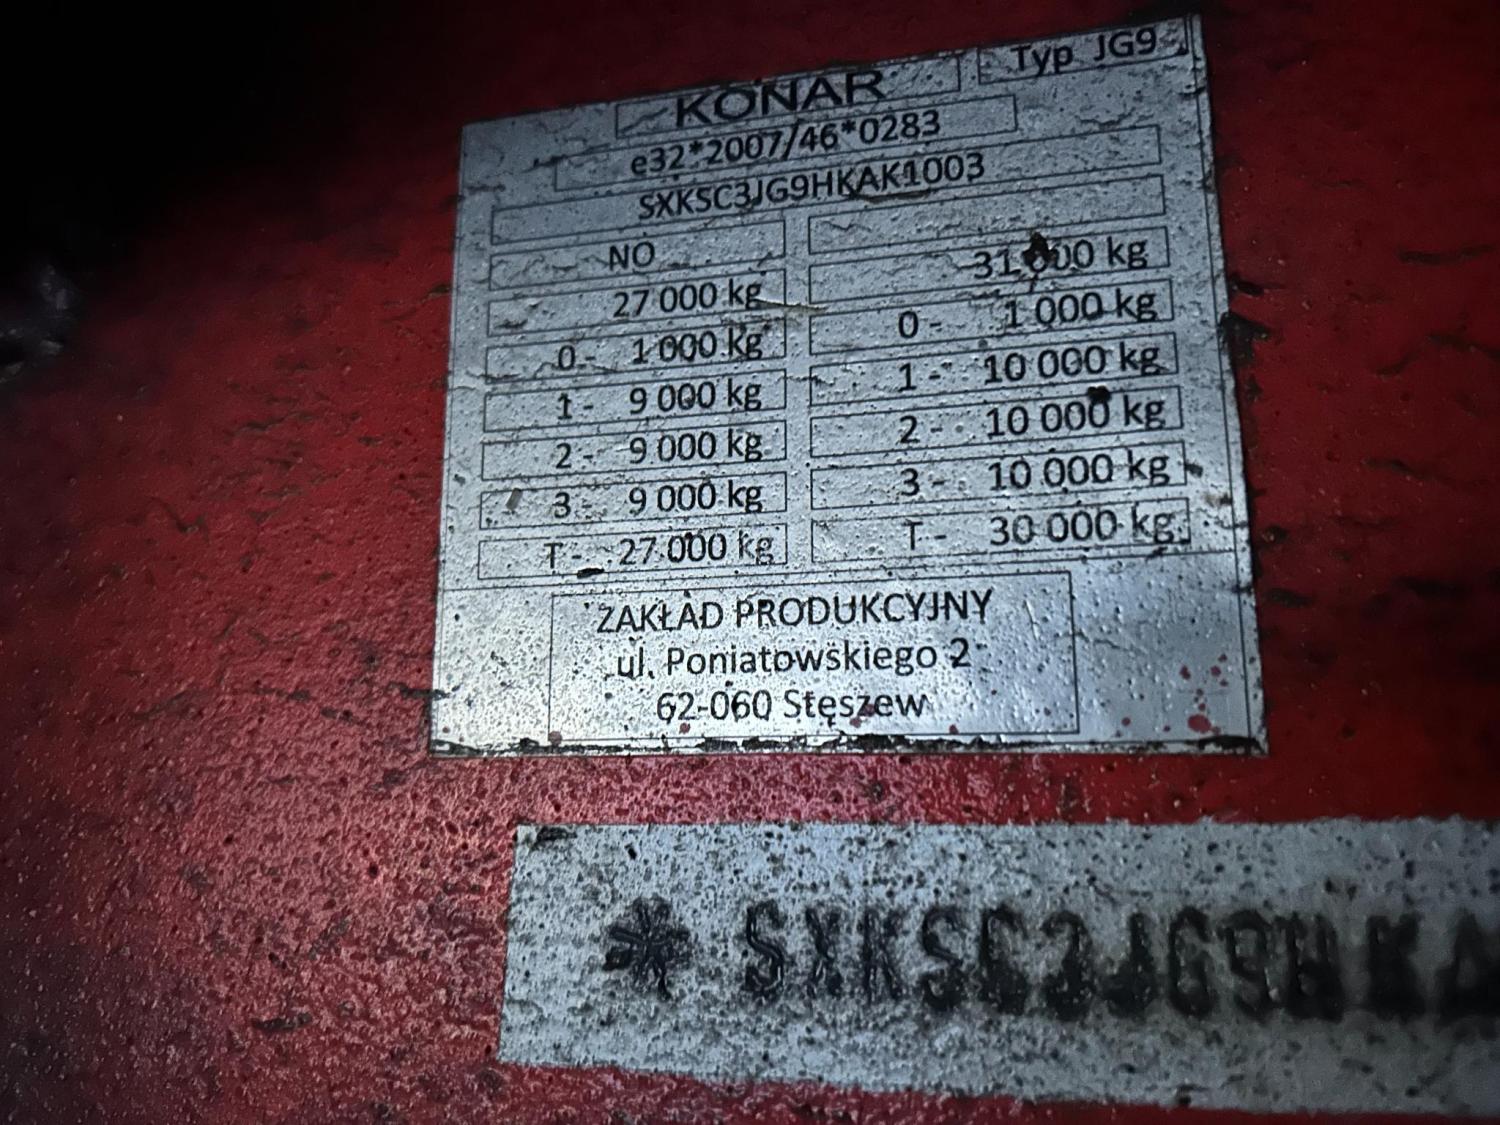 KONAR Typ JG9
e32*2007/46*0283
SXKSC3JG9HKAK1003
NO
27 000 kg 31 000 kg
0 - 1 000 kg 0 - 1 000 kg
1 - 9 000 kg 1 - 10 000 kg
2 - 9 000 kg 2 - 10 000 kg
3 - 9 000 kg 3 - 10 000 kg
T - 27 000 kg T - 30 000 kg
ZAKŁAD PRODUKCYJNY
ul. Poniatowskiego 2
62-060 Stęszew
* SXKSC3JG9HKA